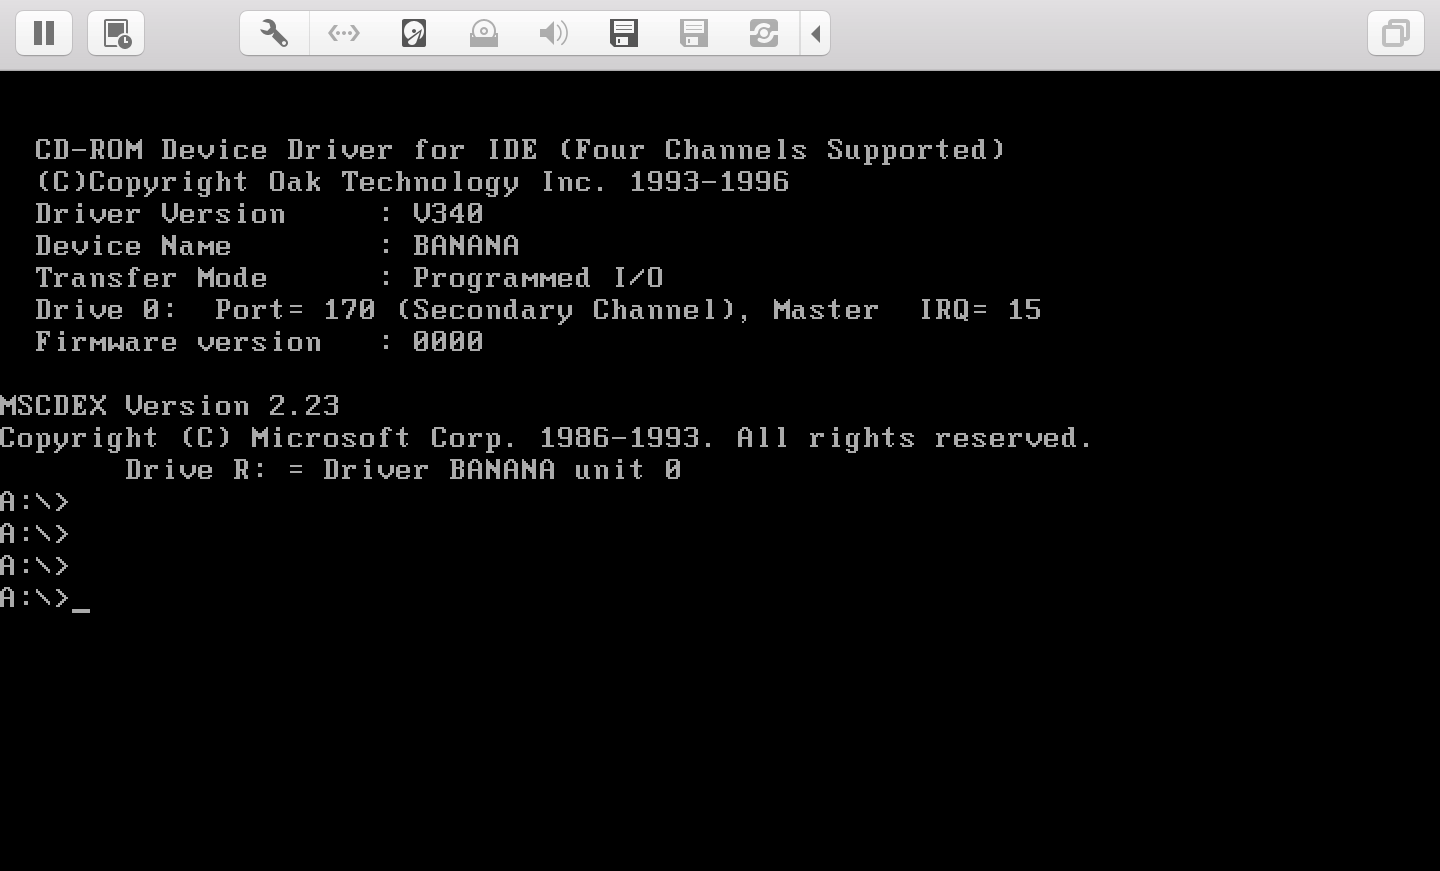 CD-ROM Device Driver for IDE (Four Channels Supported)
(C)Copyright Oak Technology Inc. 1993-1996
Driver Version     : V340
Device Name        : BANANA
Transfer Mode      : Programmed I/O
Drive 0:  Port= 170 (Secondary Channel), Master  IRQ= 15
Firmware version   : 0000
MSCDEX Version 2.23
Copyright (C) Microsoft Corp. 1986-1993. All rights reserved.
Drive R: = Driver BANANA unit 0
A:\>
A:\>
A:\>
A:\>_